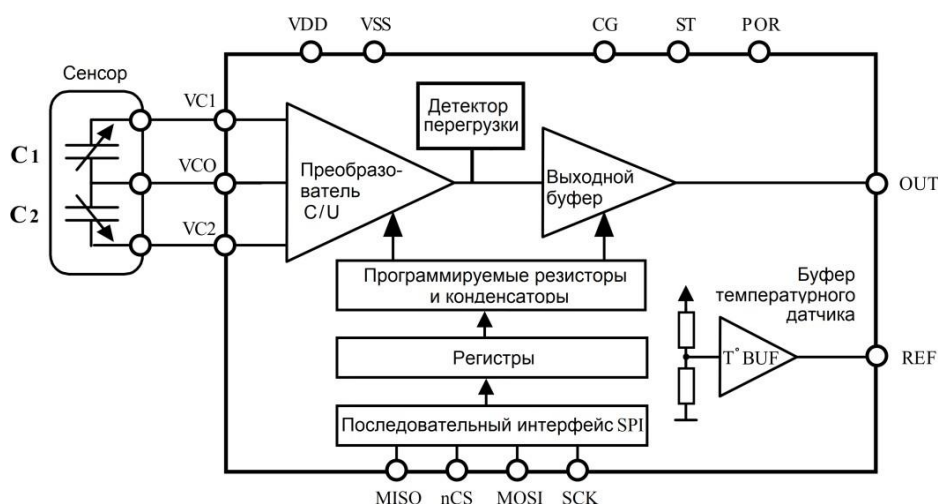 VDD
VSS
CG
ST
POR
Сенсор
VC1
Детектор
перегрузки
C1
VCO
Преобразо-
ватель
C/U
Выходной
буфер
OUT
C2
VC2
Программируемые резисторы
и конденсаторы
Буфер
температурного
датчика
Регистры
T° BUF
REF
Последовательный интерфейс SPI
MISO
nCS
MOSI
SCK